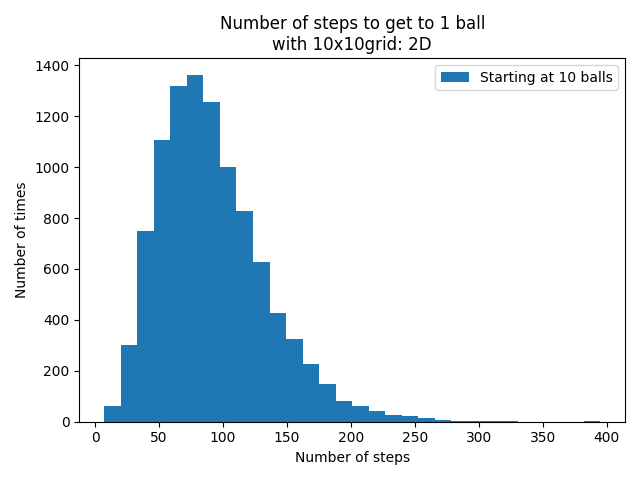 Number of steps to get to 1 ball
with 10x10grid: 2D
Starting at 10 balls
Number of times
1400
1200
1000
800
600
400
200
0
0 50 100 150 200 250 300 350 400
Number of steps